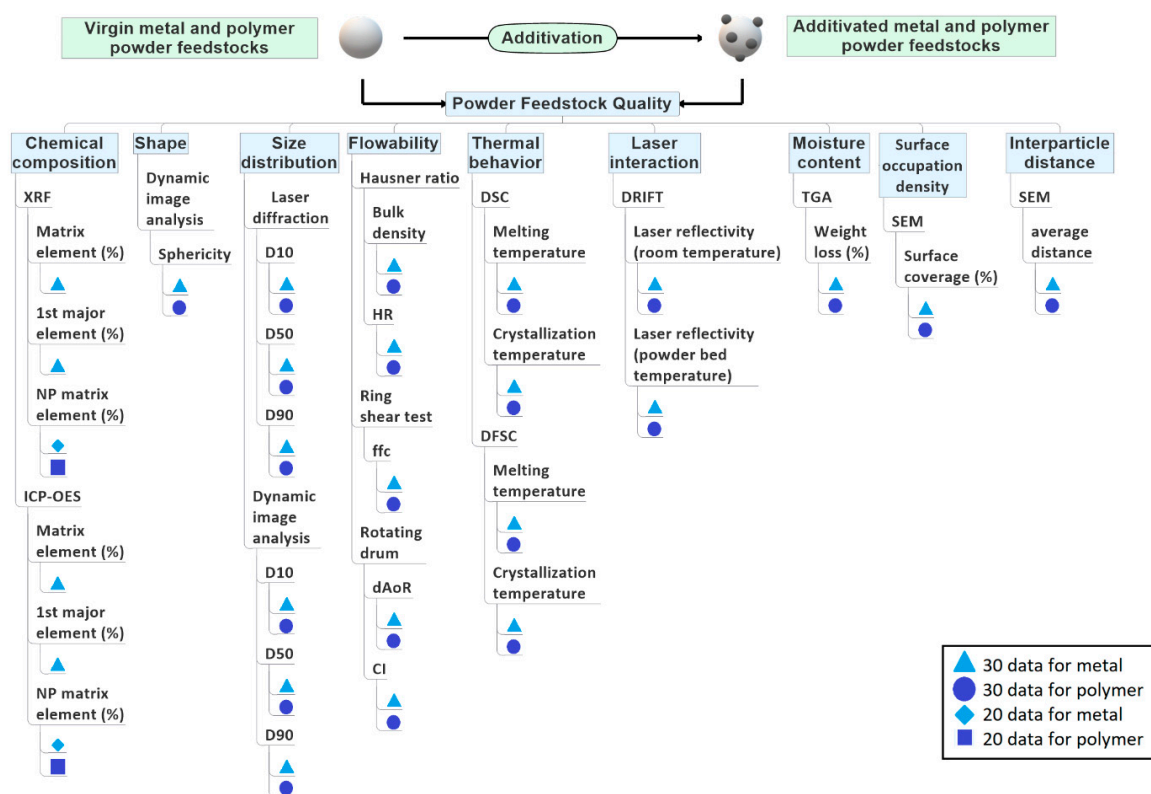 Virgin metal and polymer
powder feedstocks
Additivation
Additivated metal and polymer
powder feedstocks
Powder Feedstock Quality
Chemical
composition
XRF
Matrix
element (%)
1st major
element (%)
NP matrix
element (%)
ICP-OES
Matrix
element (%)
1st major
element (%)
NP matrix
element (%)
Shape
Dynamic
image
analysis
Sphericity
Size
distribution
Laser
diffraction
D10
D50
D90
Dynamic
image
analysis
D10
D50
D90
Flowability
Hausner ratio
Bulk
density
HR
Ring
shear test
ffc
Rotating
drum
dAoR
CI
Thermal
behavior
DSC
Melting
temperature
Crystallization
temperature
DFSC
Melting
temperature
Crystallization
temperature
Laser
interaction
DRIFT
Laser reflectivity
(room temperature)
Laser reflectivity
(powder bed
temperature)
Moisture
content
TGA
Weight
loss (%)
Surface
occupation
density
SEM
Surface
coverage (%)
Interparticle
distance
SEM
average
distance
30 data for metal
30 data for polymer
20 data for metal
20 data for polymer